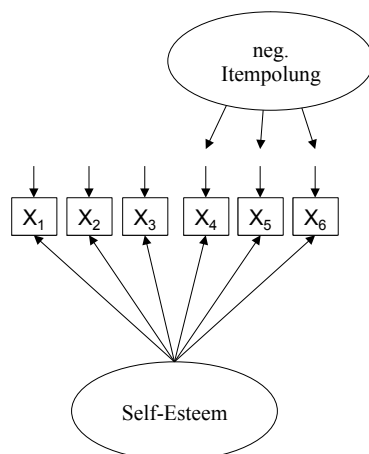 neg.
Itempolung
X1 X2 X3 X4 X5 X6
Self-Esteem